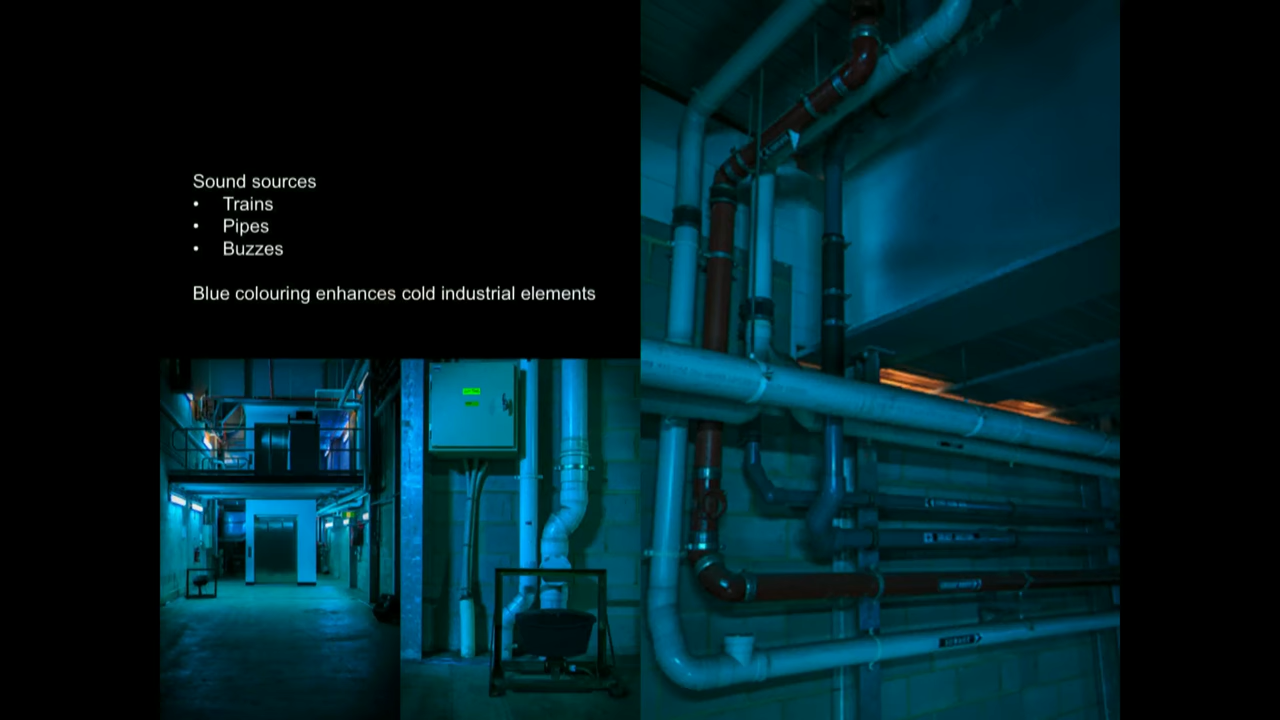 Sound sources
• Trains
• Pipes
• Buzzes
Blue colouring enhances cold industrial elements